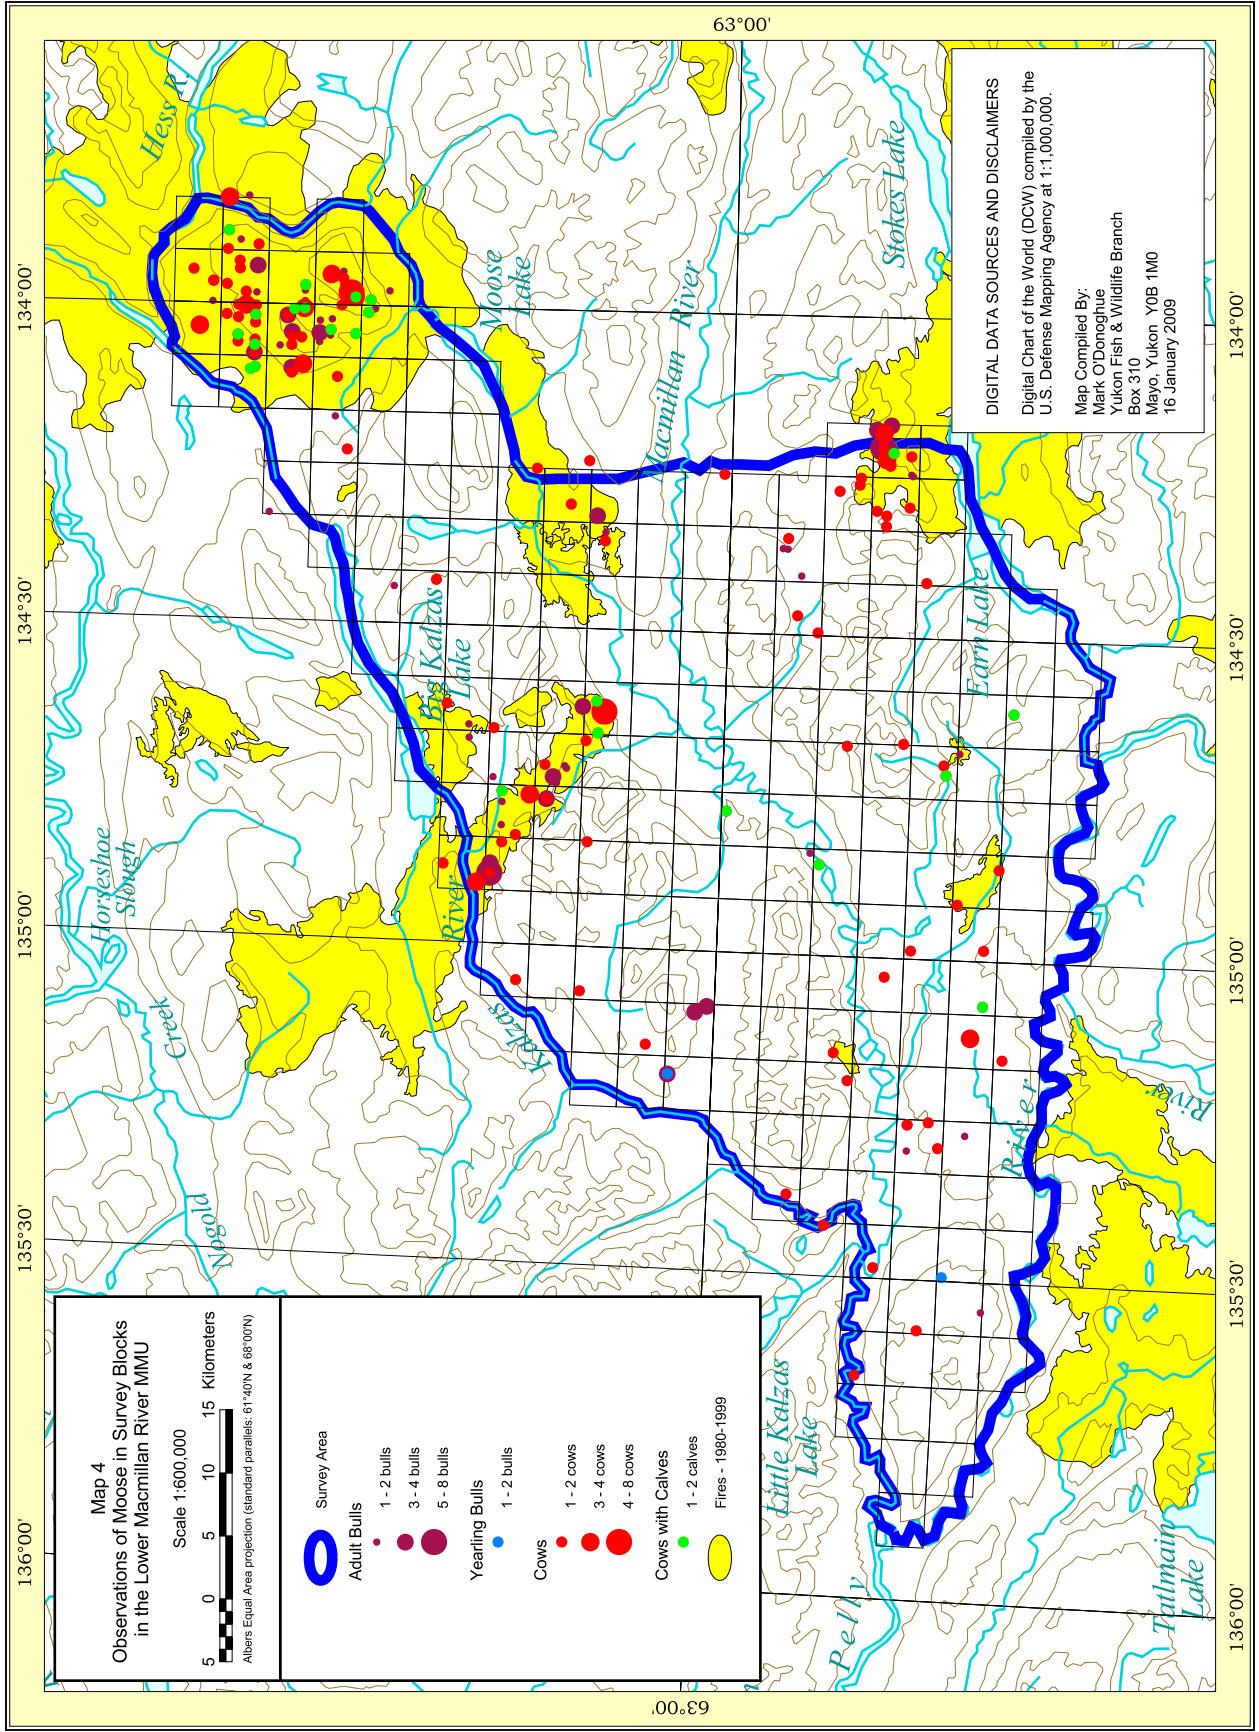 Map 4
Observations of Moose in Survey Blocks
in the Lower Macmillan River MMU
Scale 1:600,000
5 0 5 10 15 Kilometers
Albers Equal Area projection (standard parallels: 61°40'N & 68°00'N)
Survey Area
Adult Bulls
1 - 2 bulls
3 - 4 bulls
5 - 8 bulls
Yearling Bulls
1 - 2 bulls
Cows
1 - 2 cows
3 - 4 cows
4 - 8 cows
Cows with Calves
1 - 2 calves
Fires - 1980-1999
136°00'
135°30'
135°00'
134°30'
134°00'
63°00'
63°00'
136°00'
135°30'
135°00'
134°30'
134°00'
Nogold
Creek
Horseshoe
Slough
Hess R.
Kalzas
River
Big Kalzas
Lake
Moose
Lake
Macmillan
River
Stokes Lake
Earn Lake
Little Kalzas
Lake
Pelly
River
River
Tatlmain
Lake
DIGITAL DATA SOURCES AND DISCLAIMERS
Digital Chart of the World (DCW) compiled by the
U.S. Defense Mapping Agency at 1:1,000,000.
Map Compiled By:
Mark O'Donoghue
Yukon Fish & Wildlife Branch
Box 310
Mayo, Yukon Y0B 1M0
16 January 2009